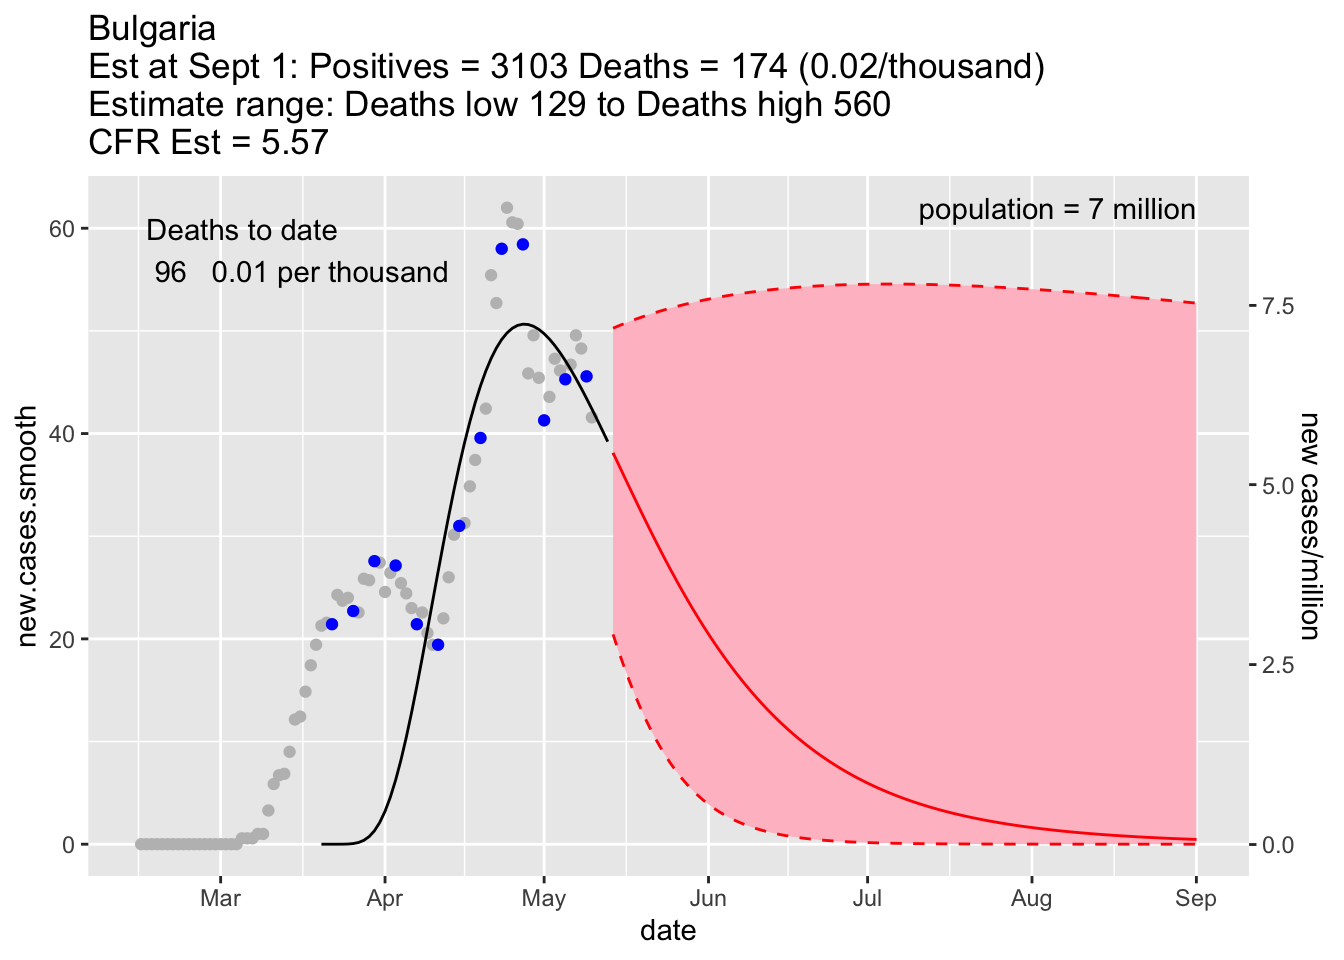 Bulgaria
Est at Sept 1: Positives = 3103 Deaths = 174 (0.02/thousand)
Estimate range: Deaths low 129 to Deaths high 560
CFR Est = 5.57
Deaths to date
96 0.01 per thousand
population = 7 million
new.cases.smooth
60
40
20
0
7.5
5.0
2.5
0.0
new cases/million
Mar Apr May Jun Jul Aug Sep
date